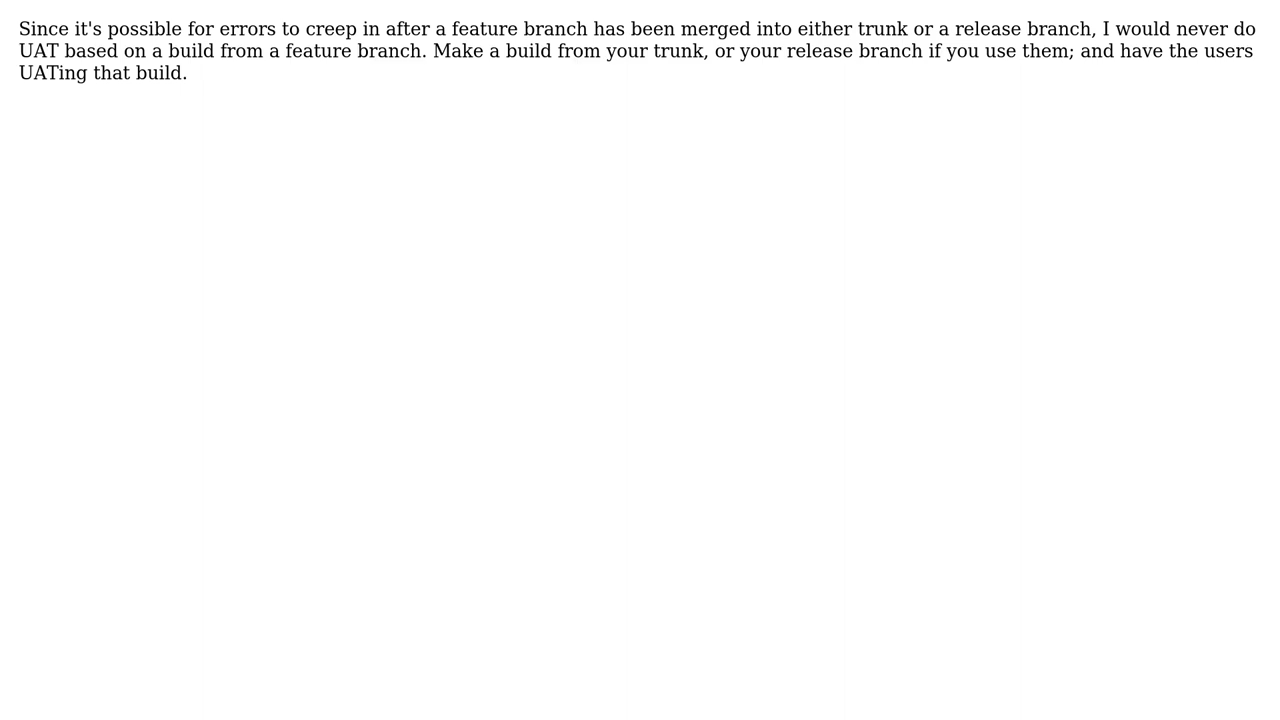 Since it's possible for errors to creep in after a feature branch has been merged into either trunk or a release branch, I would never do
UAT based on a build from a feature branch. Make a build from your trunk, or your release branch if you use them; and have the users
UATing that build.